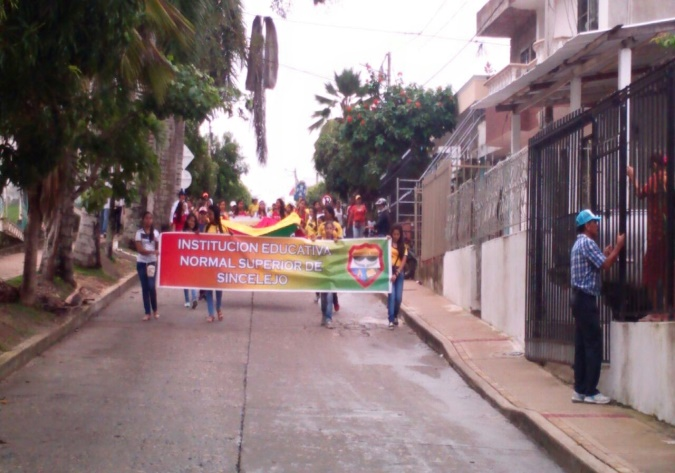 INSTITUCION EDUCATIVA
NORMAL SUPERIOR DE
SINCELEJO